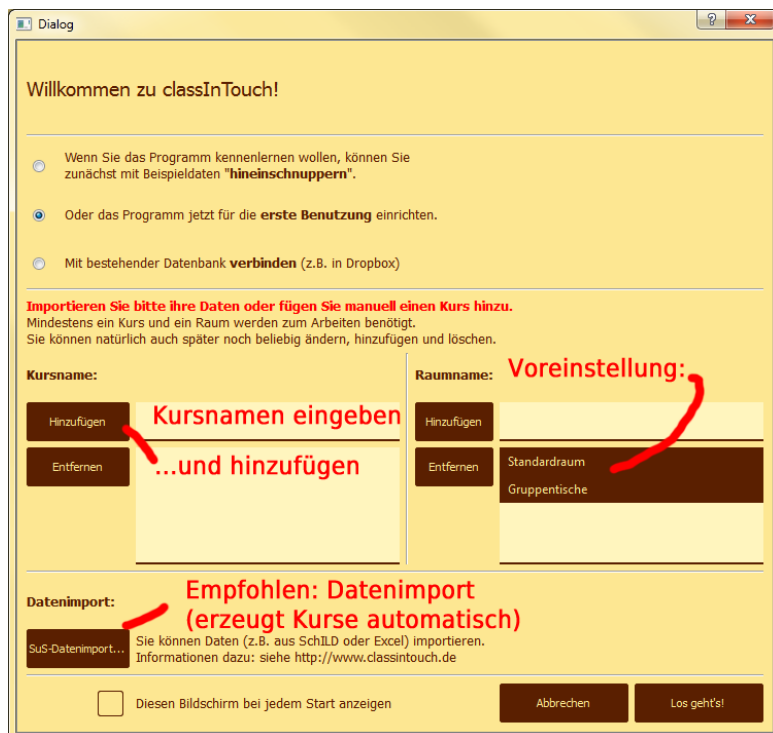 Dialog
Willkommen zu classInTouch!
Wenn Sie das Programm kennenlernen wollen, können Sie
zunächst mit Beispieldaten "hineinschnuppern".
Oder das Programm jetzt für die erste Benutzung einrichten.
Mit bestehender Datenbank verbinden (z.B. in Dropbox)
Importieren Sie bitte ihre Daten oder fügen Sie manuell einen Kurs hinzu.
Mindestens ein Kurs und ein Raum werden zum Arbeiten benötigt.
Sie können natürlich auch später noch beliebig ändern, hinzufügen und löschen.
Kursname:
Hinzufügen
Kursnamen eingeben
Entfernen
...und hinzufügen
Raumname:
Voreinstellung:
Hinzufügen
Entfernen
Standardraum
Gruppentische
Datenimport:
Empfohlen: Datenimport
(erzeugt Kurse automatisch)
SuS-Datenimport...
Sie können Daten (z.B. aus SchILD oder Excel) importieren.
Informationen dazu: siehe http://www.classintouch.de
Diesen Bildschirm bei jedem Start anzeigen
Abbrechen
Los geht's!